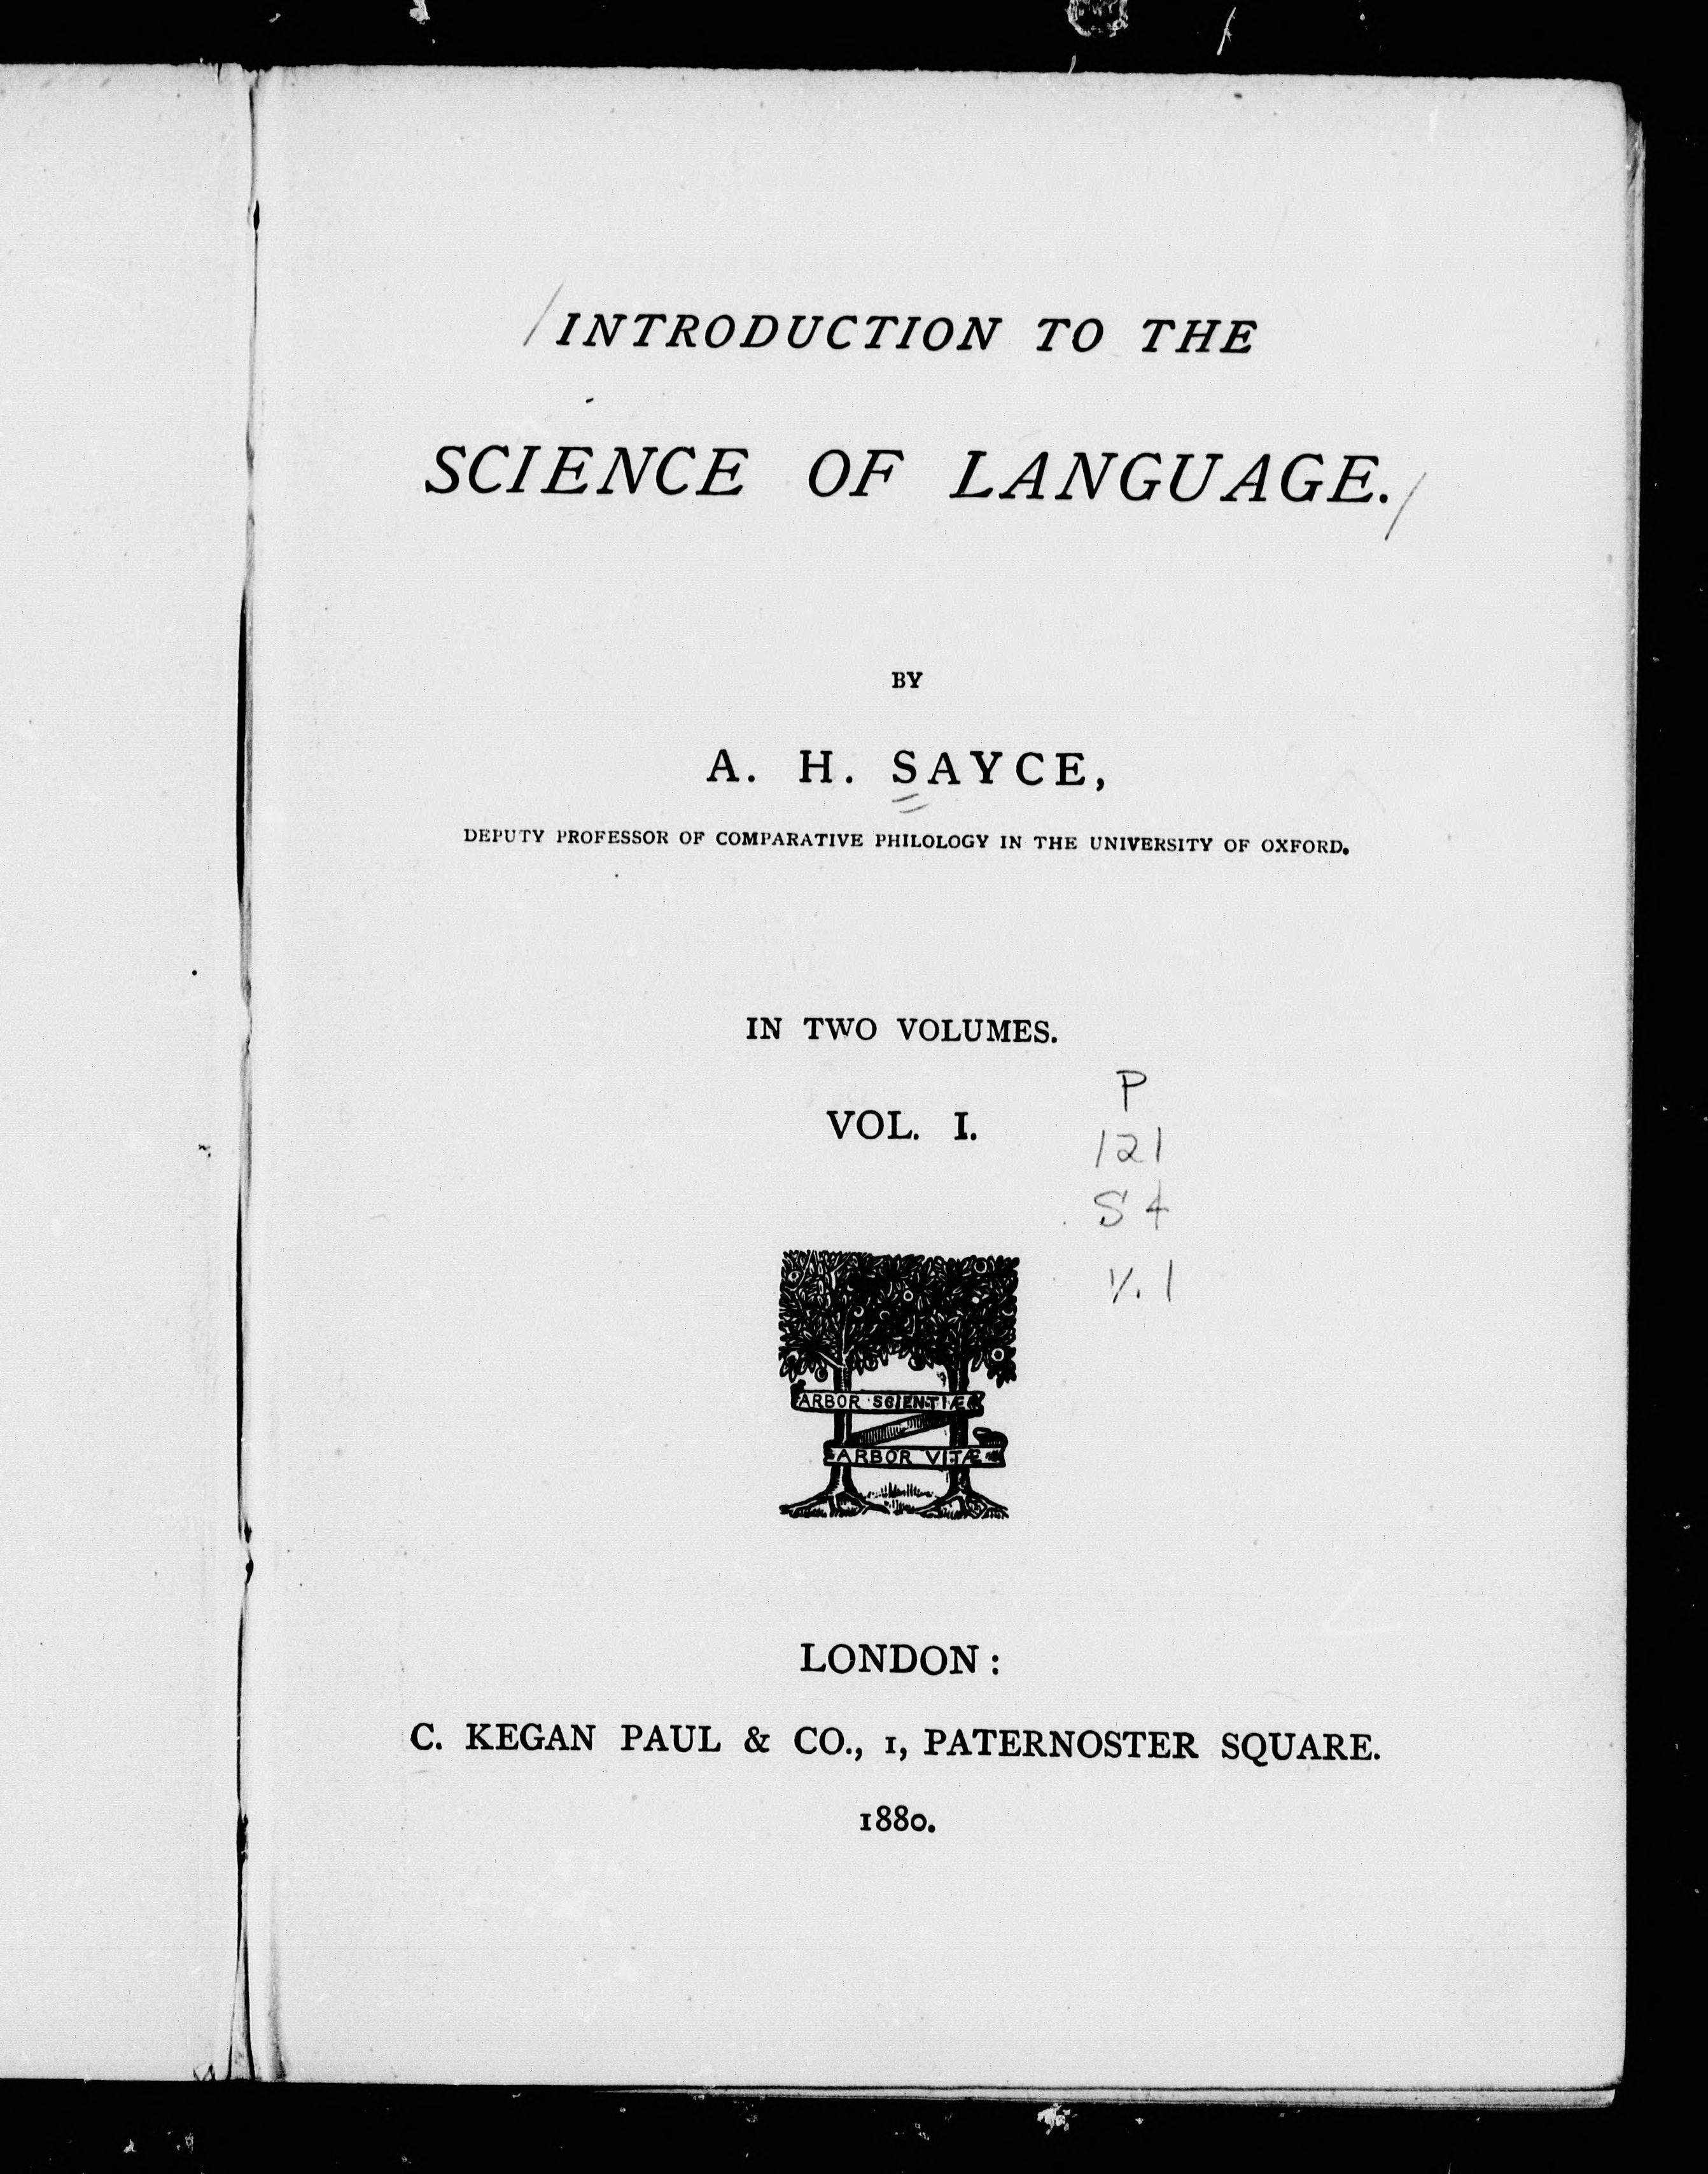 INTRODUCTION TO THE
SCIENCE OF LANGUAGE.
BY
A. H. SAYCE,
DEPUTY PROFESSOR OF COMPARATIVE PHILOLOGY IN THE UNIVERSITY OF OXFORD.
IN TWO VOLUMES.
VOL. I.
P
121
S4
v.1
ARBOR SCIENTIÆ
ARBOR VITÆ
LONDON:
C. KEGAN PAUL & CO., 1, PATERNOSTER SQUARE.
1880.